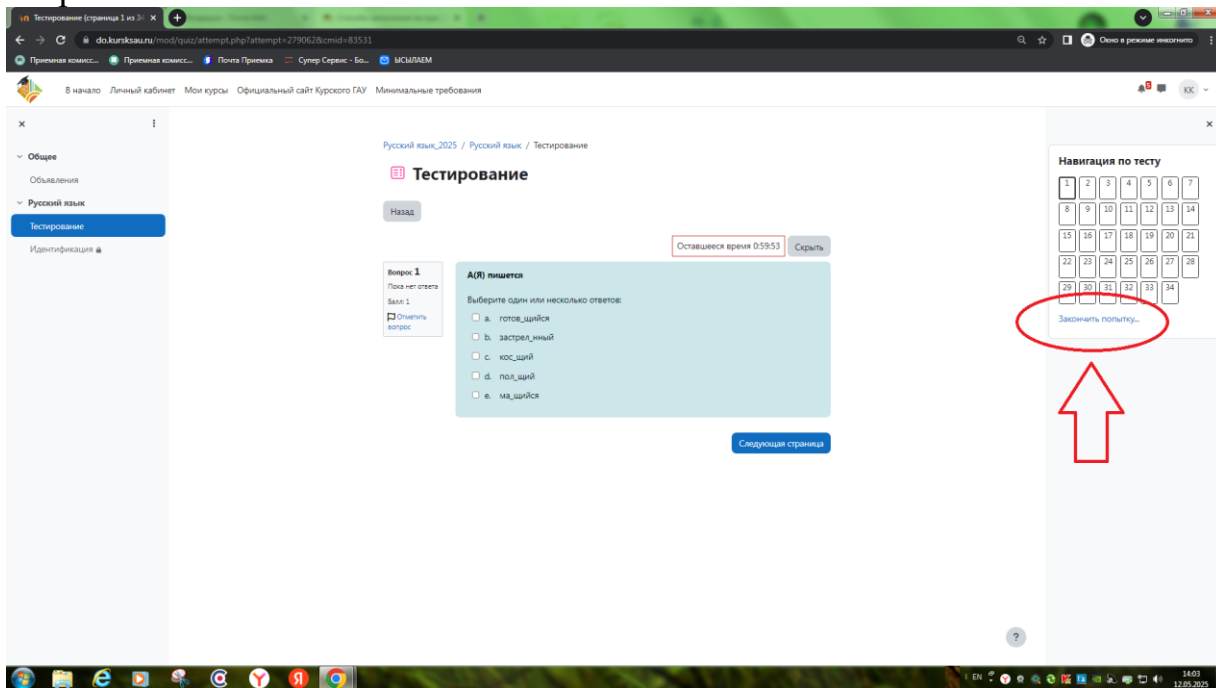 Тестирование (страница 1 из 34
do.kursksau.ru/mod/quiz/attempt.php?attempt=279062&cmid=83531
Окно в режиме инкогнито
Приемная комисс...
Приемная комисс...
Почта Приемка
Супер Сервис - Бо...
ЫСЫЛАЕМ
В начало Личный кабинет Мои курсы Официальный сайт Курского ГАУ Минимальные требования
КК
Общее
Объявления
Русский язык
Тестирование
Идентификация
Русский язык_2025 / Русский язык / Тестирование
Тестирование
Назад
Оставшееся время 0:59:53
Скрыть
Вопрос 1
Пока нет ответа
Балл: 1
Отметить
вопрос
А(Я) пишется
Выберите один или несколько ответов:
a. готов_щийся
b. застрел_нный
c. кос_щий
d. пол_щий
e. ма_щийся
Следующая страница
Навигация по тесту
1 2 3 4 5 6 7
8 9 10 11 12 13 14
15 16 17 18 19 20 21
22 23 24 25 26 27 28
29 30 31 32 33 34
Закончить попытку...
?
EN
14:03
12.05.2025